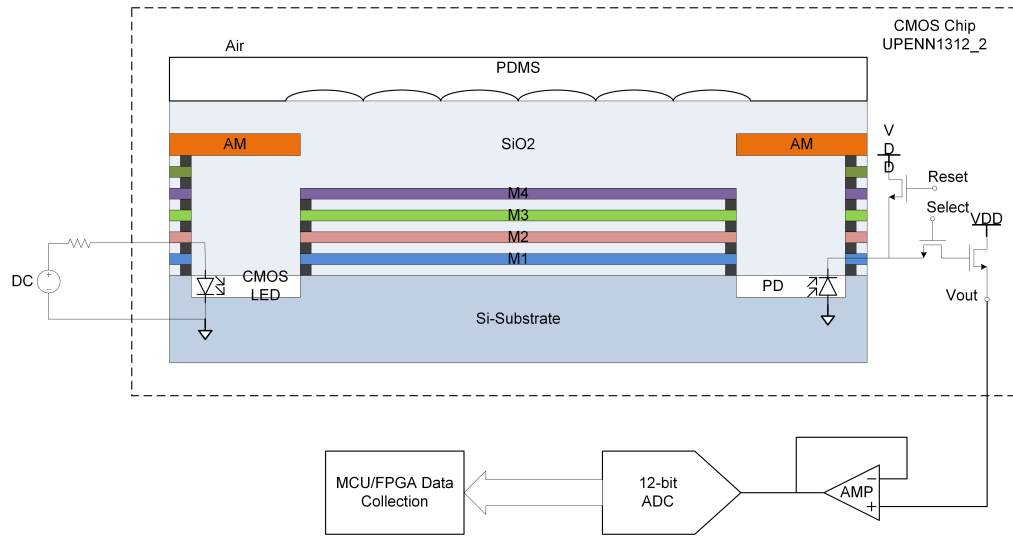 CMOS Chip
UPENN1312_2
Air
PDMS
AM
SiO2
AM
V
D
D
Reset
Select
VDD
M4
M3
M2
M1
DC
CMOS
LED
PD
Vout
Si-Substrate
MCU/FPGA Data
Collection
12-bit
ADC
AMP